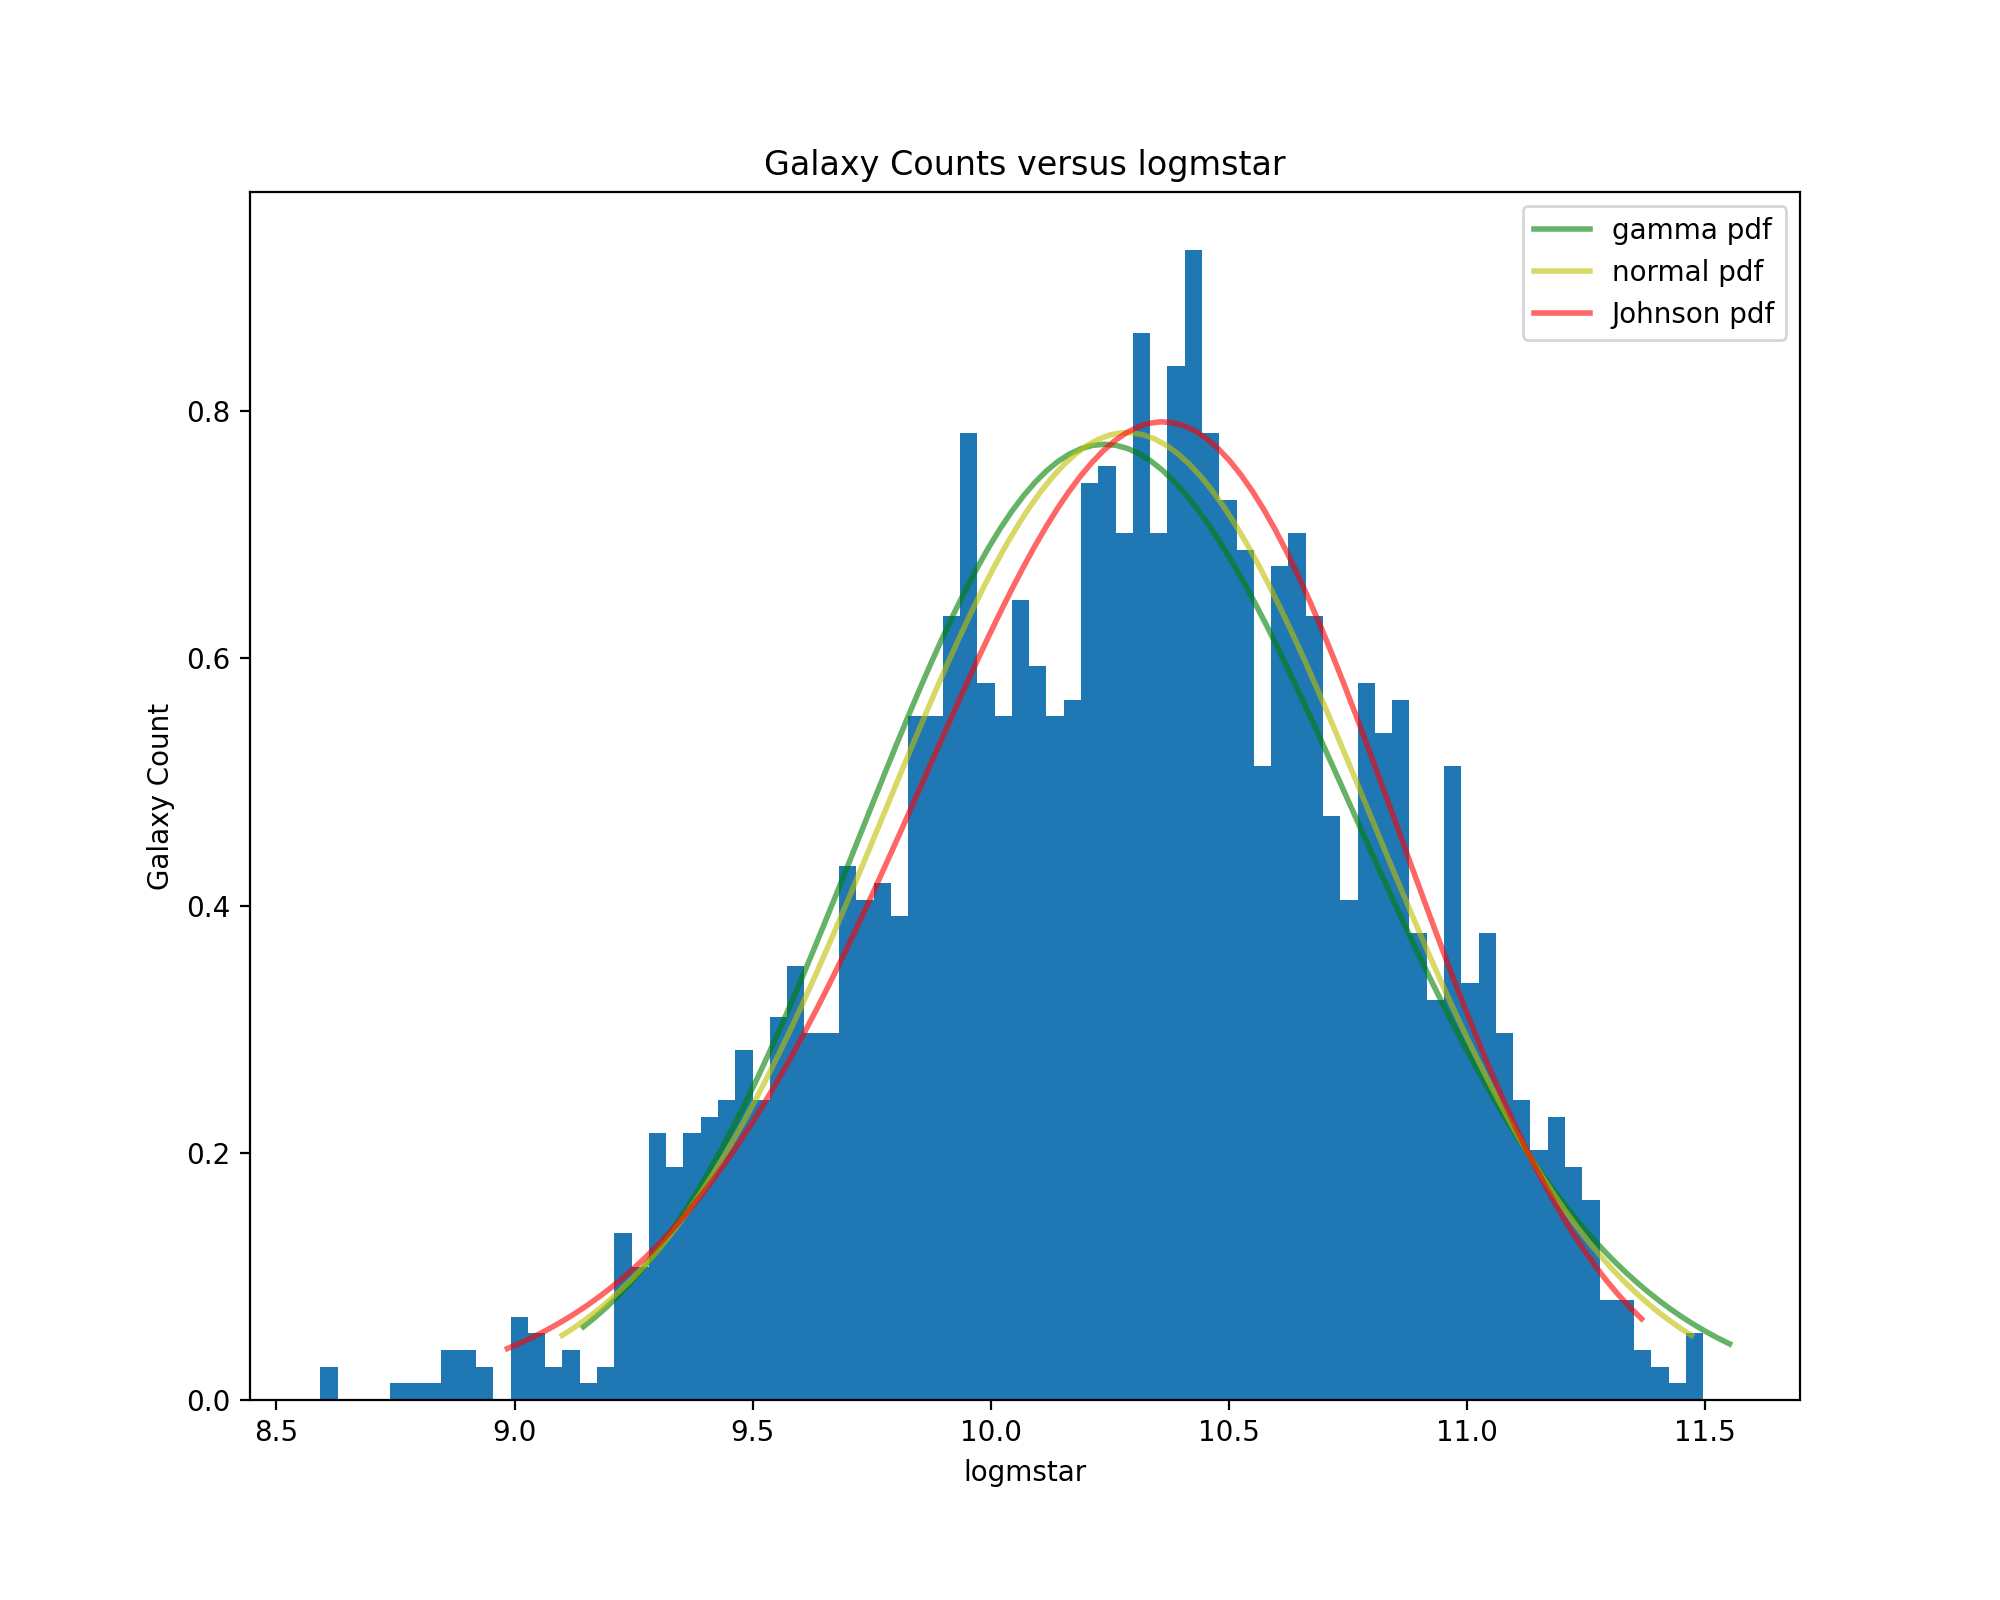 Galaxy Counts versus logmstar
gamma pdf
normal pdf
Johnson pdf
Galaxy Count
0.8
0.6
0.4
0.2
0.0
8.5 9.0 9.5 10.0 10.5 11.0 11.5
logmstar